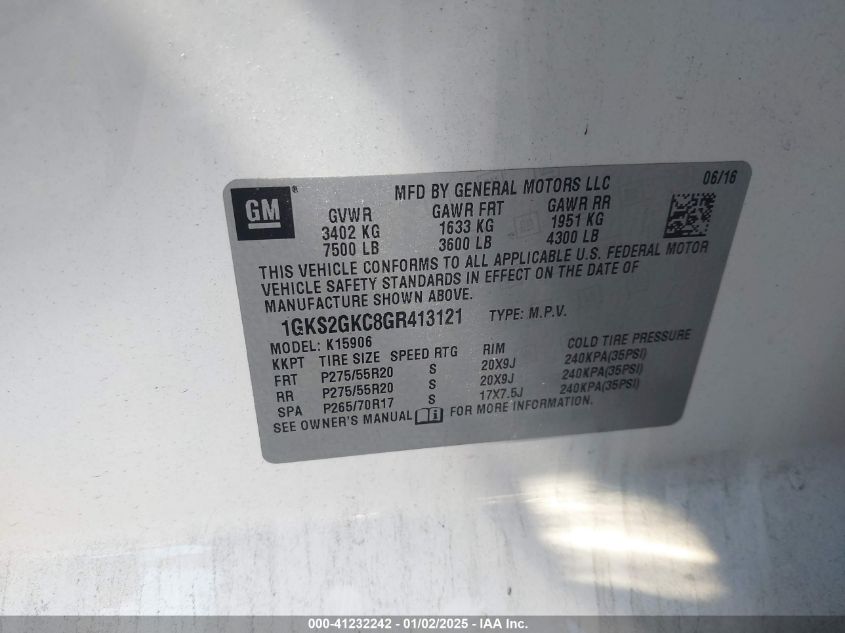 GM ®
MFD BY GENERAL MOTORS LLC 06/16
GVWR GAWR FRT GAWR RR
3402 KG 1633 KG 1951 KG
7500 LB 3600 LB 4300 LB
THIS VEHICLE CONFORMS TO ALL APPLICABLE U.S. FEDERAL MOTOR
VEHICLE SAFETY STANDARDS IN EFFECT ON THE DATE OF
MANUFACTURE SHOWN ABOVE.
1GKS2GKC8GR413121 TYPE: M.P.V.
MODEL: K15906
KKPT TIRE SIZE SPEED RTG RIM COLD TIRE PRESSURE
FRT P275/55R20 S 20X9J 240KPA(35PSI)
RR P275/55R20 S 20X9J 240KPA(35PSI)
SPA P265/70R17 S 17X7.5J 240KPA(35PSI)
SEE OWNER'S MANUAL FOR MORE INFORMATION.
000-41232242 - 01/02/2025 - IAA Inc.